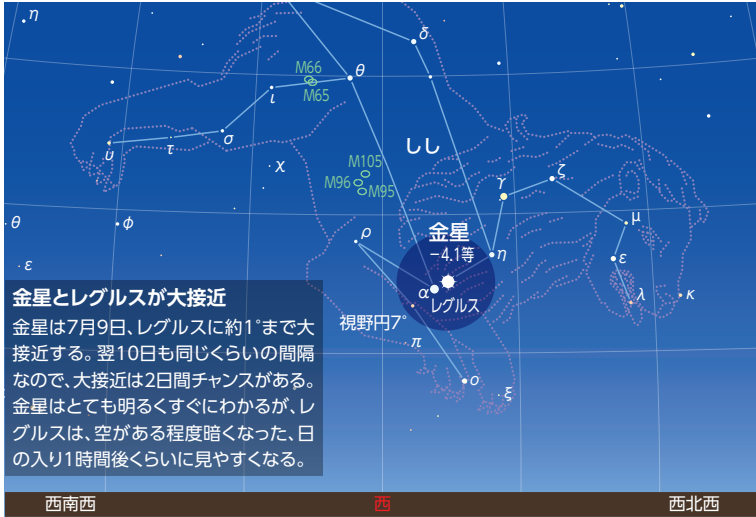 η
δ
M66
θ
M65
ι
σ
υ
τ
しし
χ
M105
ζ
M96
M95
γ
μ
θ
φ
金星
ρ
−4.1等
η
ε
ε
α
レグルス
λ
κ
視野円7°
π
ο
ξ
金星とレグルスが大接近
金星は7月9日、レグルスに約1°まで大
接近する。翌10日も同じくらいの間隔
なので、大接近は2日間チャンスがある。
金星はとても明るくすぐにわかるが、レ
グルスは、空がある程度暗くなった、日
の入り1時間後くらいに見やすくなる。
西南西
西
西北西